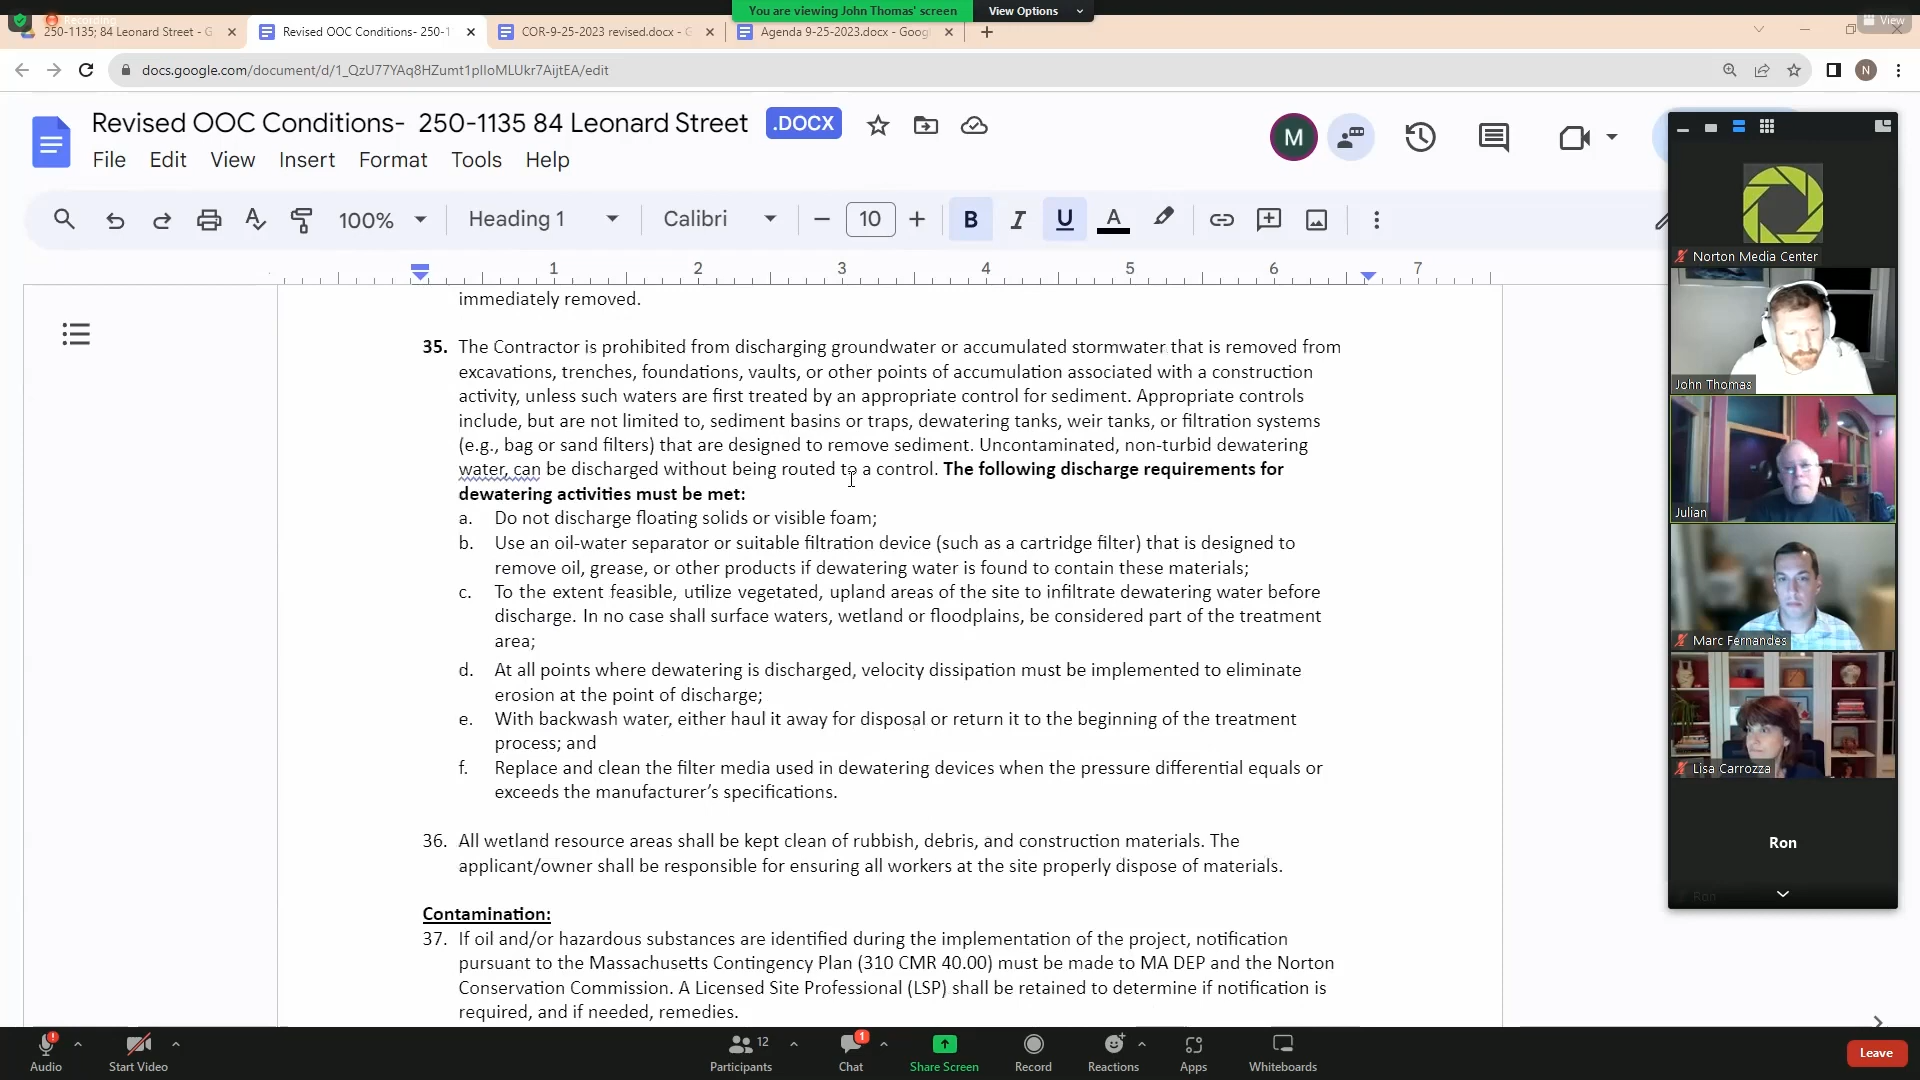 Recording
You are viewing John Thomas' screen
View Options
View
250-1135; 84 Leonard Street - G
Revised OOC Conditions- 250-1
COR-9-25-2023 revised.docx - G
Agenda 9-25-2023.docx - Goog
N
Revised OOC Conditions-  250-1135 84 Leonard Street
.DOCX
M
File
Edit
View
Insert
Format
Tools
Help
100%
Heading 1
Calibri
10
B
I
U
A
1
2
3
4
5
6
7
immediately removed.
35. The Contractor is prohibited from discharging groundwater or accumulated stormwater that is removed from
excavations, trenches, foundations, vaults, or other points of accumulation associated with a construction
activity, unless such waters are first treated by an appropriate control for sediment. Appropriate controls
include, but are not limited to, sediment basins or traps, dewatering tanks, weir tanks, or filtration systems
(e.g., bag or sand filters) that are designed to remove sediment. Uncontaminated, non-turbid dewatering
water, can be discharged without being routed to a control. The following discharge requirements for
dewatering activities must be met:
a. Do not discharge floating solids or visible foam;
b. Use an oil-water separator or suitable filtration device (such as a cartridge filter) that is designed to
remove oil, grease, or other products if dewatering water is found to contain these materials;
c. To the extent feasible, utilize vegetated, upland areas of the site to infiltrate dewatering water before
discharge. In no case shall surface waters, wetland or floodplains, be considered part of the treatment
area;
d. At all points where dewatering is discharged, velocity dissipation must be implemented to eliminate
erosion at the point of discharge;
e. With backwash water, either haul it away for disposal or return it to the beginning of the treatment
process; and
f. Replace and clean the filter media used in dewatering devices when the pressure differential equals or
exceeds the manufacturer's specifications.
36. All wetland resource areas shall be kept clean of rubbish, debris, and construction materials. The
applicant/owner shall be responsible for ensuring all workers at the site properly dispose of materials.
Contamination:
37. If oil and/or hazardous substances are identified during the implementation of the project, notification
pursuant to the Massachusetts Contingency Plan (310 CMR 40.00) must be made to MA DEP and the Norton
Conservation Commission. A Licensed Site Professional (LSP) shall be retained to determine if notification is
required, and if needed, remedies.
Norton Media Center
John Thomas
Julian
Marc Fernandes
Lisa Carrozza
Ron
Ron
Audio
Start Video
12
Participants
1
Chat
Share Screen
Record
Reactions
Apps
Whiteboards
Leave